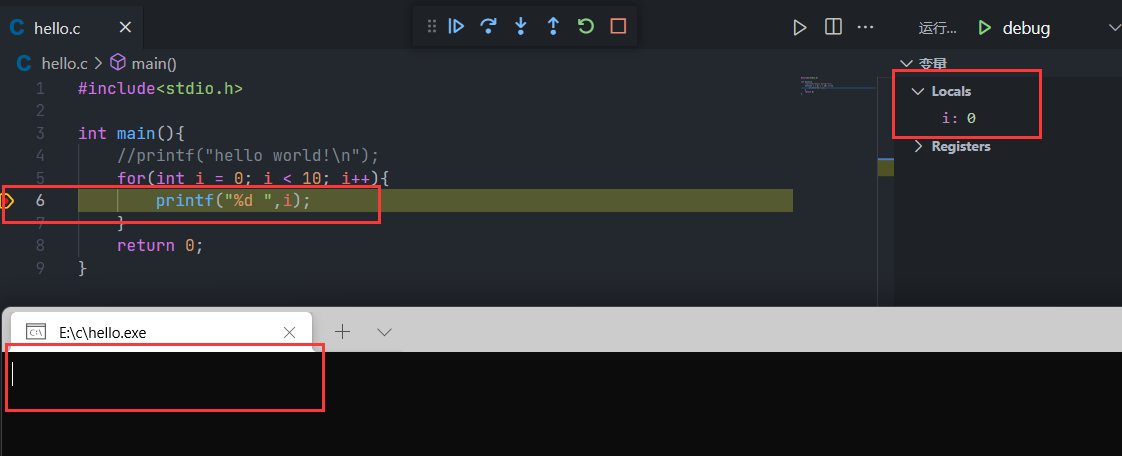 C hello.c
运行... debug
C hello.c > main()
变量
1 #include<stdio.h>
Locals
2
i: 0
3 int main(){
4 //printf("hello world!\n");
Registers
5 for(int i = 0; i < 10; i++){
6 printf("%d ",i);
7 }
8 return 0;
9 }
C:\ E:\c\hello.exe